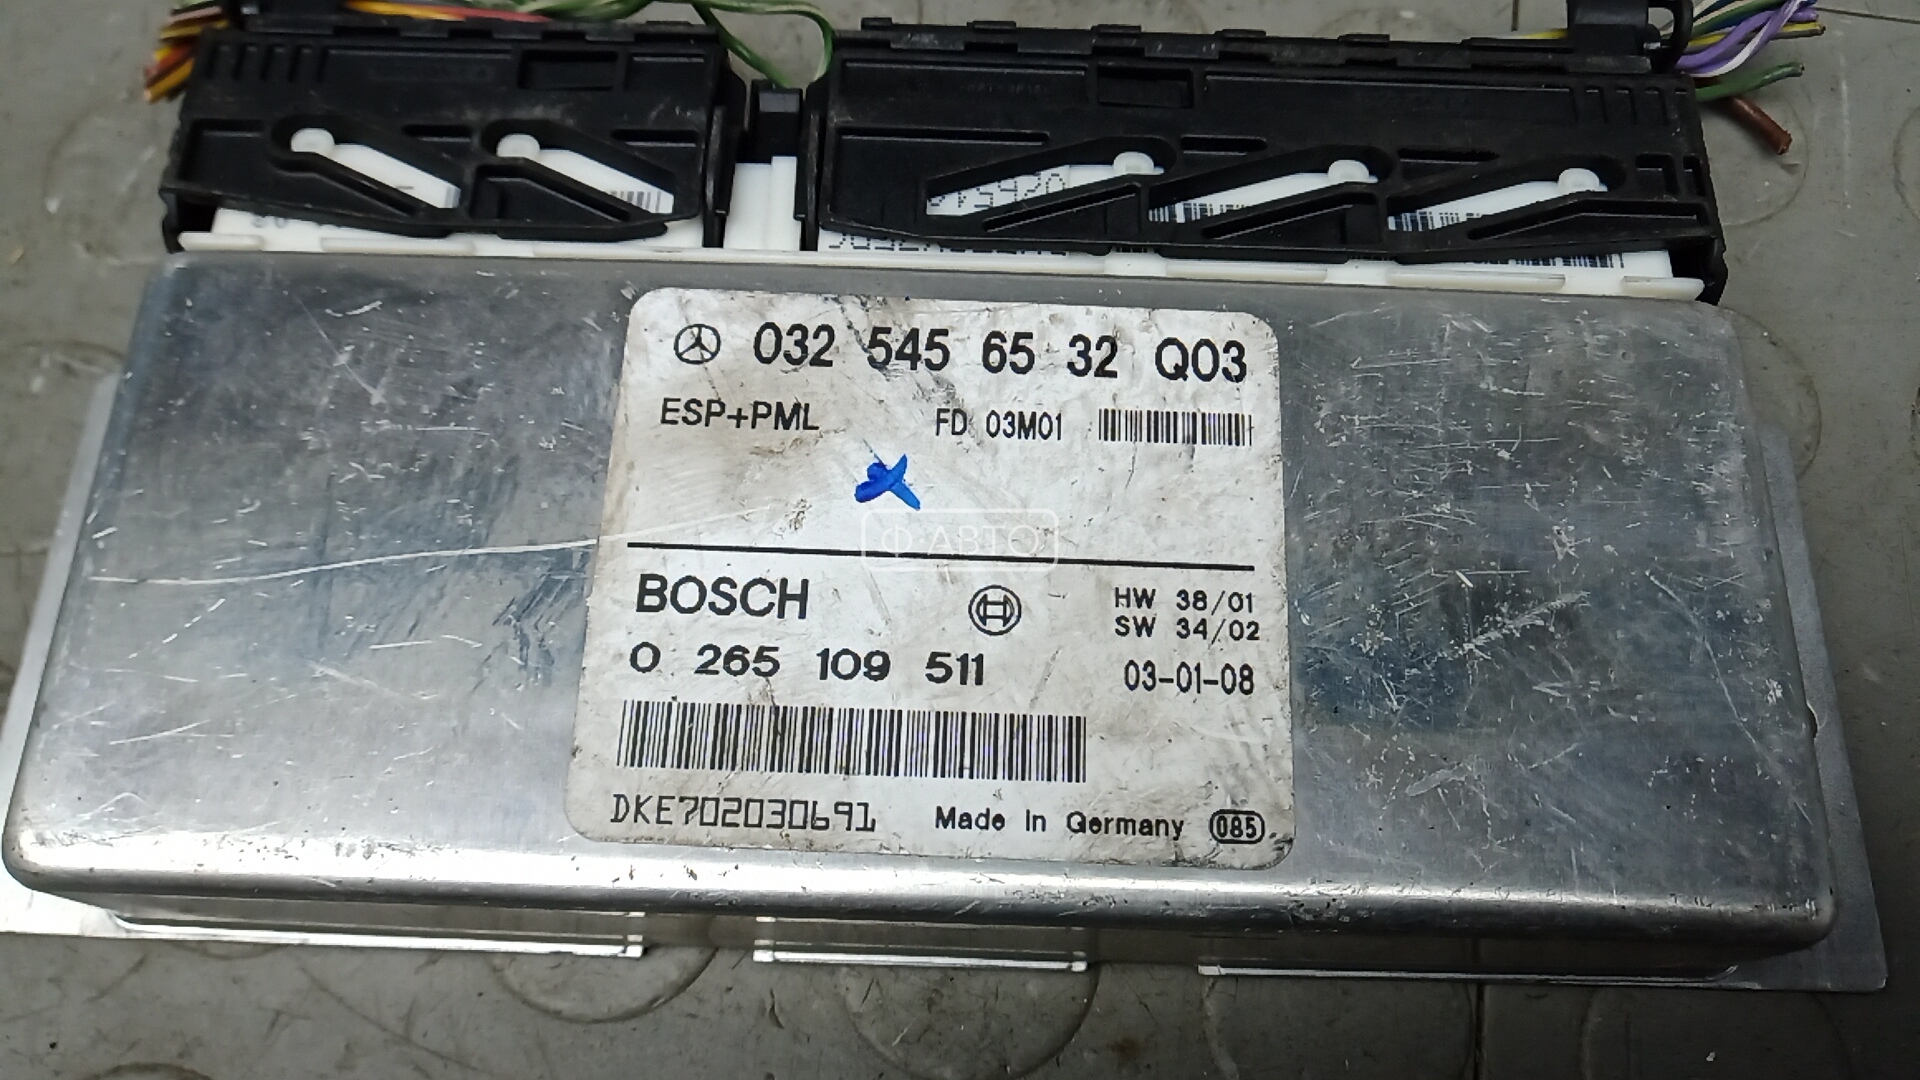 032 545 65 32 Q03
ESP+PML FD 03M01
Ф-АВТО
BOSCH HW 38/01
SW 34/02
0 265 109 511 03-01-08
DKE702030691 Made in Germany 085